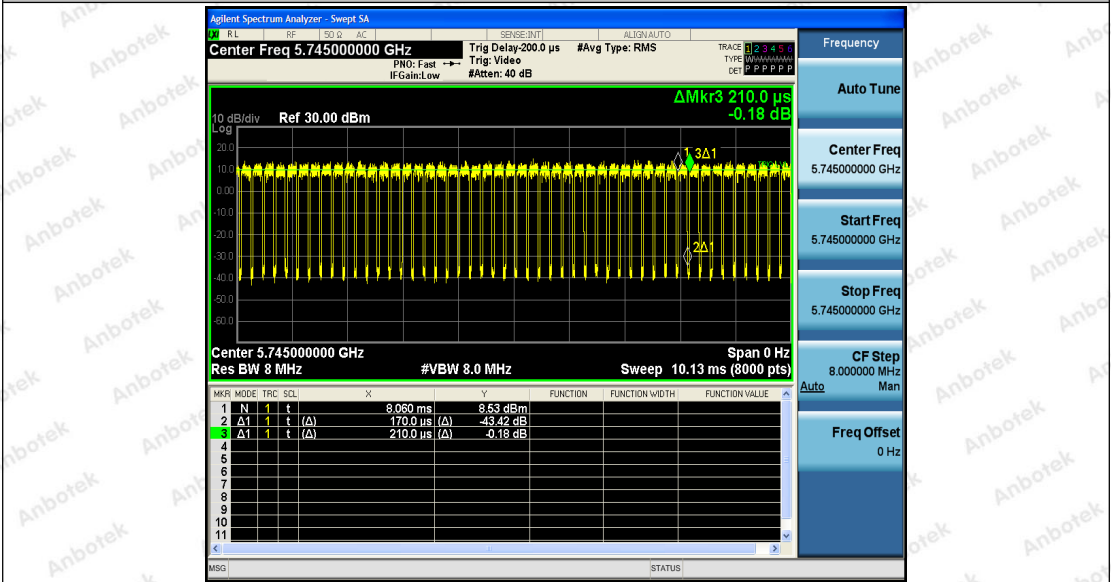 Agilent Spectrum Analyzer - Swept SA
RL RF 50 Ω AC SENSE:INT ALIGNAUTO
Center Freq 5.745000000 GHz
PNO: Fast
IFGain:Low
Trig Delay-200.0 µs
Trig: Video
#Atten: 40 dB
#Avg Type: RMS
TRACE 1 2 3 4 5 6
TYPE
DET P P P P P P
ΔMkr3 210.0 µs
-0.18 dB
10 dB/div Ref 30.00 dBm
Log
20.0
10.0
0.00
-10.0
-20.0
-30.0
-40.0
-50.0
-60.0
1 3Δ1
2Δ1
Center 5.745000000 GHz Span 0 Hz
Res BW 8 MHz #VBW 8.0 MHz Sweep 10.13 ms (8000 pts)
MKR MODE TRC SCL X Y FUNCTION FUNCTION WIDTH FUNCTION VALUE
1 N 1 t 8.060 ms 8.53 dBm
2 Δ1 1 t (Δ) 170.0 µs (Δ) -43.42 dB
3 Δ1 1 t (Δ) 210.0 µs (Δ) -0.18 dB
4
5
6
7
8
9
10
11
MSG STATUS
Frequency
Auto Tune
Center Freq
5.745000000 GHz
Start Freq
5.745000000 GHz
Stop Freq
5.745000000 GHz
CF Step
8.000000 MHz
Auto Man
Freq Offset
0 Hz
Anbotek